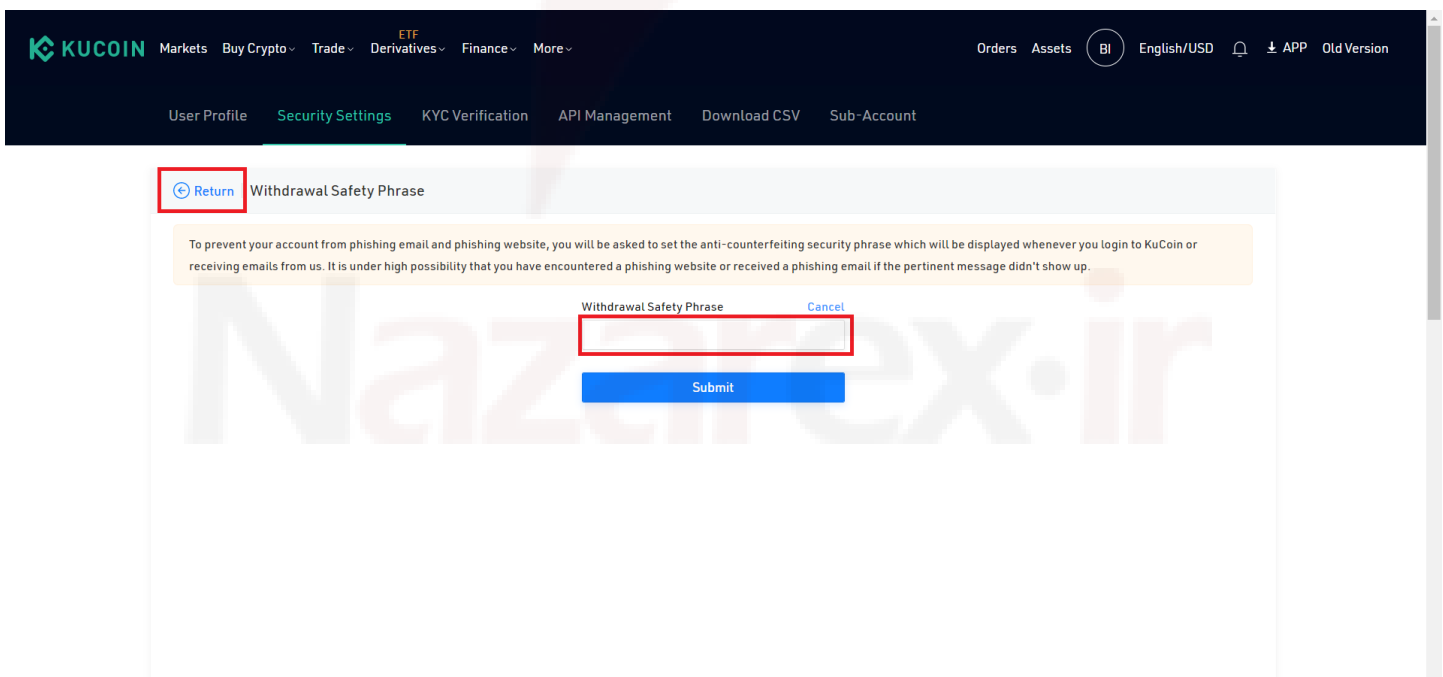 KUCOIN Markets Buy Crypto Trade ETF Derivatives Finance More Orders Assets BI English/USD APP Old Version
User Profile Security Settings KYC Verification API Management Download CSV Sub-Account
Return Withdrawal Safety Phrase
To prevent your account from phishing email and phishing website, you will be asked to set the anti-counterfeiting security phrase which will be displayed whenever you login to KuCoin or
receiving emails from us. It is under high possibility that you have encountered a phishing website or received a phishing email if the pertinent message didn't show up.
Withdrawal Safety Phrase Cancel
Submit
Nazarex.ir